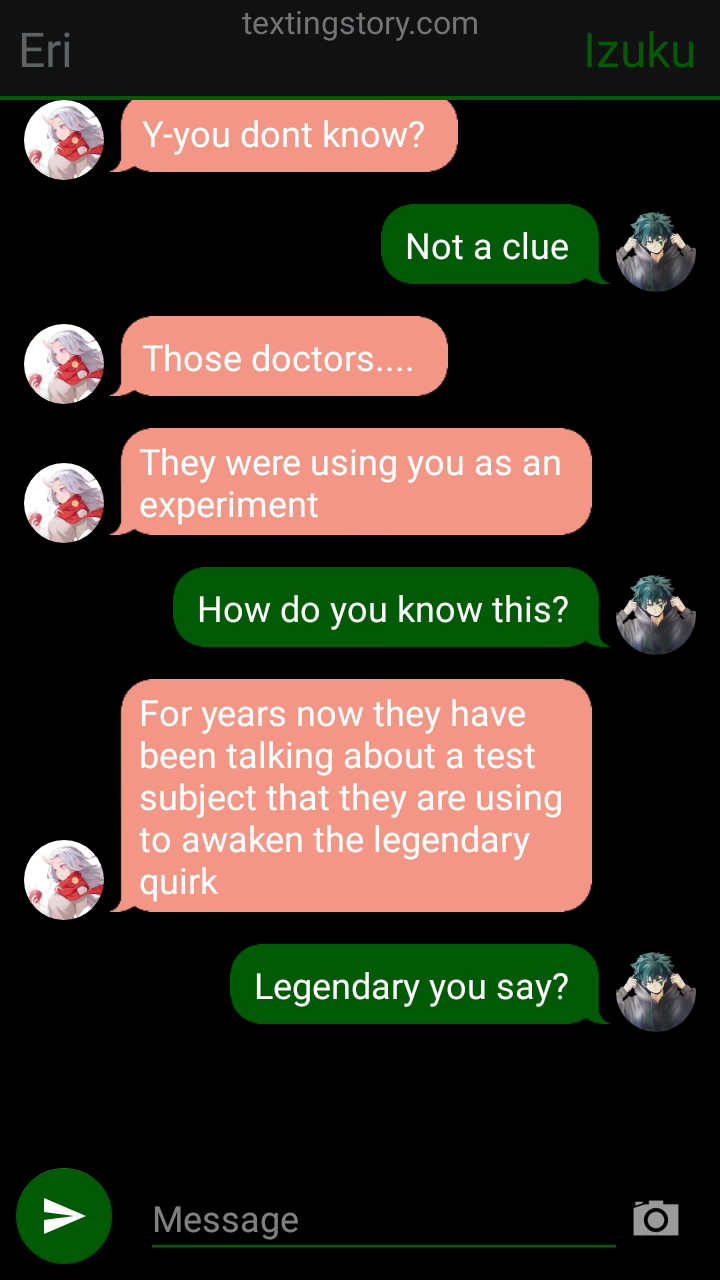 textingstory.com
Eri
Izuku
Y-you dont know?
Not a clue
Those doctors....
They were using you as an
experiment
How do you know this?
For years now they have
been talking about a test
subject that they are using
to awaken the legendary
quirk
Legendary you say?
Message